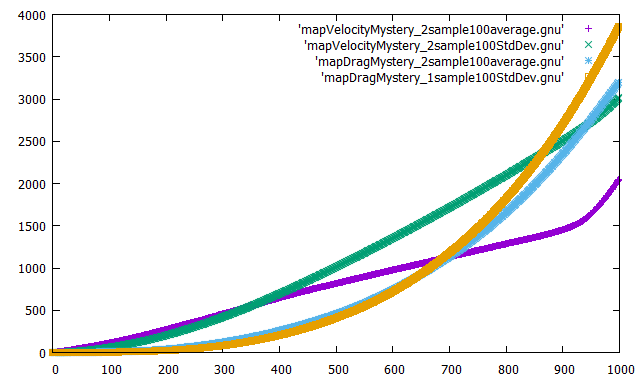 4000
'mapVelocityMystery_2sample100average.gnu'
'mapVelocityMystery_2sample100StdDev.gnu'
3500
'mapDragMystery_2sample100average.gnu'
'mapDragMystery_1sample100StdDev.gnu'
3000
2500
2000
1500
1000
500
0
0 100 200 300 400 500 600 700 800 900 1000